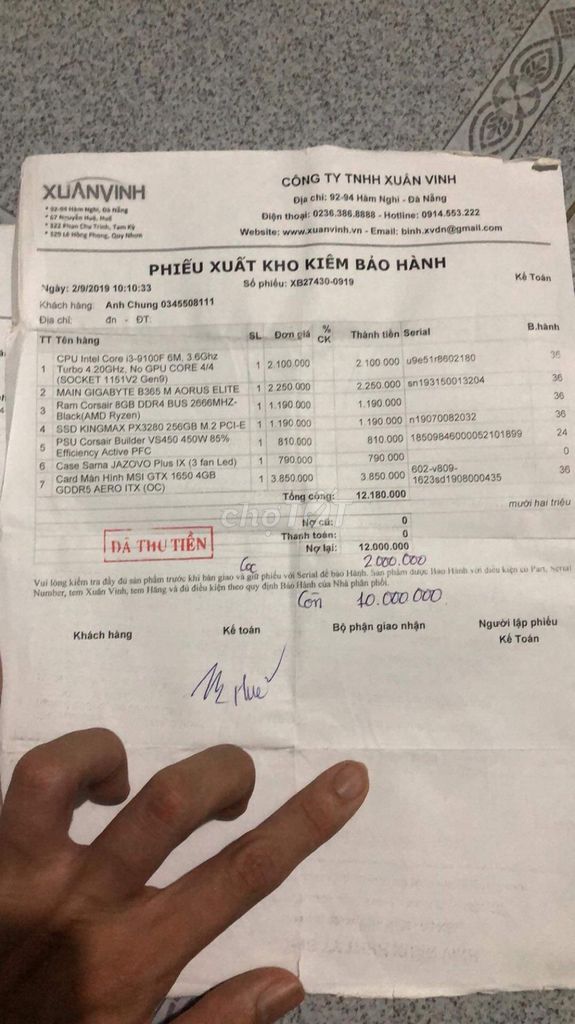 XUANVINH
* 92-94 Hàm Nghi, Đà Nẵng
* 67 Nguyễn Huệ, Huế
* 322 Phan Chu Trinh, Tam Kỳ
* 329 Lê Hồng Phong, Quy Nhơn
CÔNG TY TNHH XUÂN VINH
Địa chỉ: 92-94 Hàm Nghi - Đà Nẵng
Điện thoại: 0236.386.8888 - Hotline: 0914.553.222
Website: www.xuanvinh.vn - Email: binh.xvdn@gmail.com
PHIẾU XUẤT KHO KIÊM BẢO HÀNH
Kế Toán
Ngày: 2/9/2019 10:10:33
Số phiếu: XB27430-0919
Khách hàng: Anh Chung 0345508111
Địa chỉ: đn - ĐT:
TT Tên hàng SL Đơn giá % CK Thành tiền Serial B.hành
1 CPU Intel Core i3-9100F 6M, 3.6Ghz Turbo 4.20GHz, No GPU CORE 4/4 (SOCKET 1151V2 Gen9) 1 2.100.000 2.100.000 u9e51r8602180 36
2 MAIN GIGABYTE B365 M AORUS ELITE 1 2.250.000 2.250.000 sn193150013204 36
3 Ram Corsair 8GB DDR4 BUS 2666MHZ-Black(AMD Ryzen) 1 1.190.000 1.190.000 36
4 SSD KINGMAX PX3280 256GB M.2 PCI-E 1 1.190.000 1.190.000 n19070082032 36
5 PSU Corsair Builder VS450 450W 85% Efficiency Active PFC 1 810.000 810.000 18509846000052101899 24
6 Case Sama JAZOVO Plus IX (3 fan Led) 1 790.000 790.000 0
7 Card Màn Hình MSI GTX 1650 4GB GDDR5 AERO ITX (OC) 1 3.850.000 3.850.000 602-v809-1623sd1908000435 36
Tổng cộng: 12.180.000
mười hai triệu
chợ TỐT
Nợ cũ: 0
Thanh toán: 0
Nợ lại: 12.000.000
ĐÃ THU TIỀN
Cọc 2.000.000
Vui lòng kiểm tra đầy đủ sản phẩm trước khi bàn giao và giữ phiếu với Serial để bảo Hành. Sản phẩm được Bảo Hành với điều kiện có Part, Serial
Number, tem Xuân Vinh, tem Hãng và đủ điều kiện theo quy định Bảo Hành của Nhà phân phối.
Còn 10.000.000
Khách hàng Kế toán Bộ phận giao nhận Người lập phiếu
Kế Toán